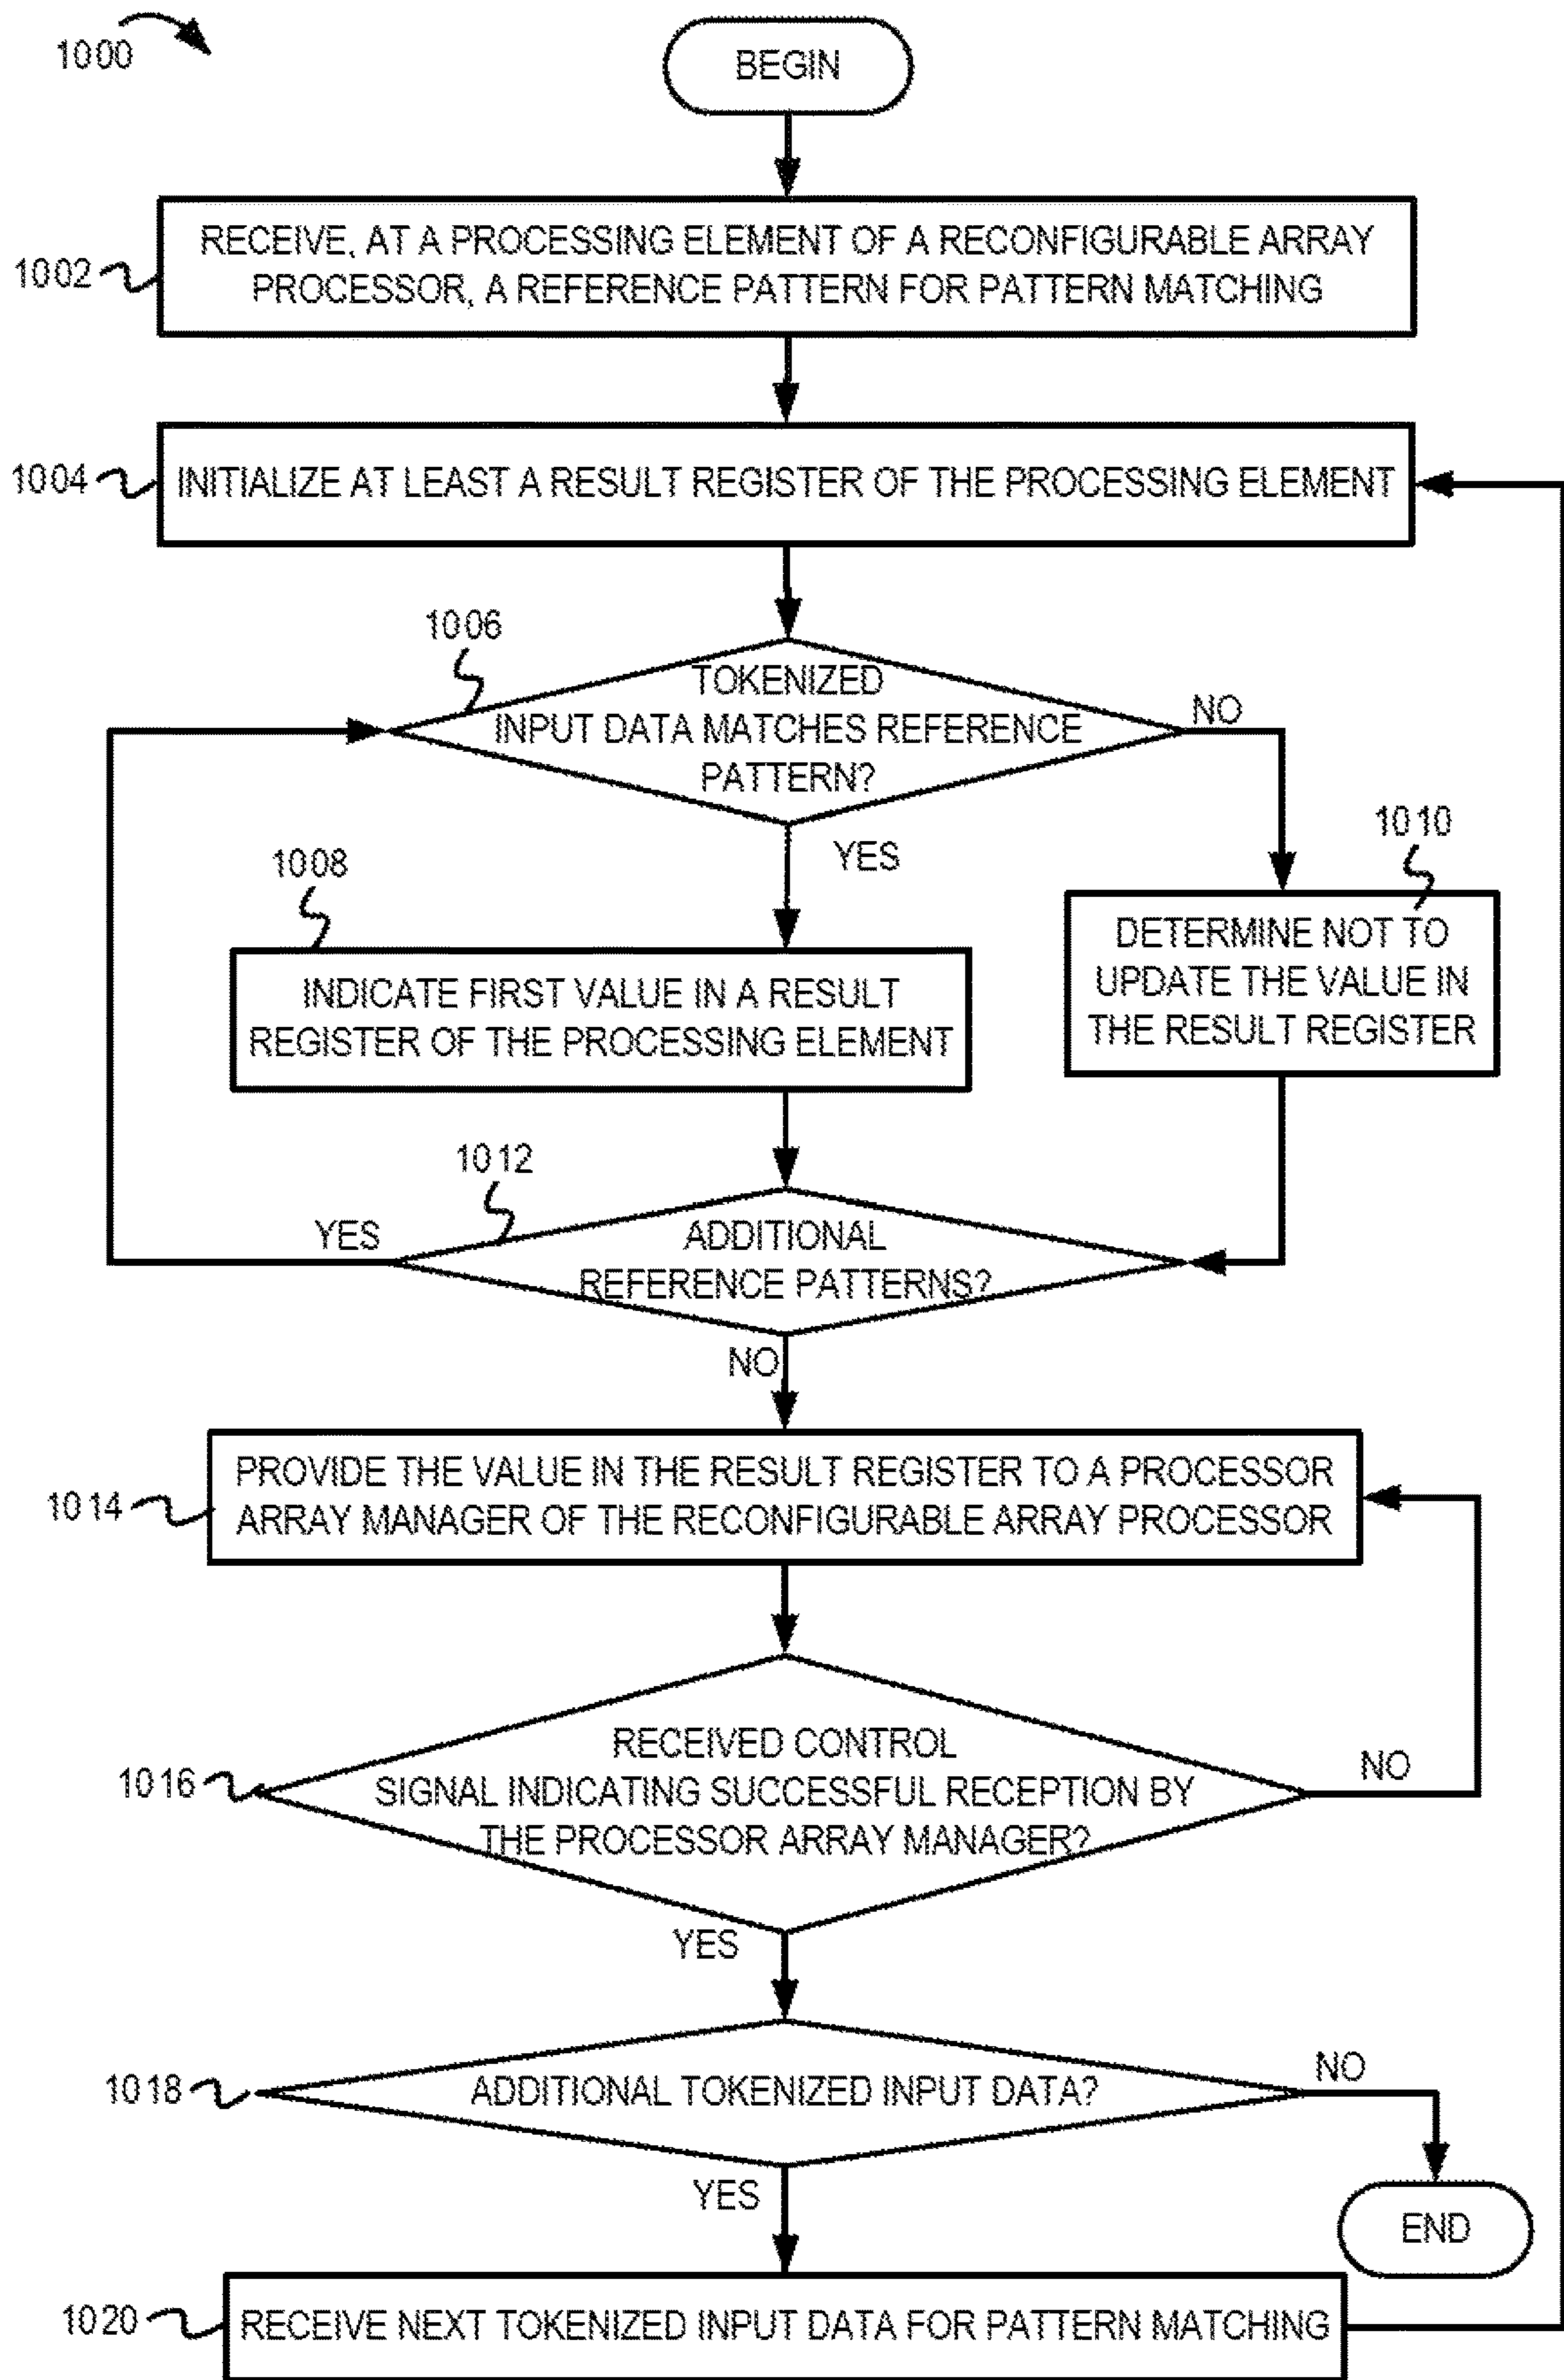 1000
BEGIN
1002
RECEIVE, AT A PROCESSING ELEMENT OF A RECONFIGURABLE ARRAY
PROCESSOR, A REFERENCE PATTERN FOR PATTERN MATCHING
1004
INITIALIZE AT LEAST A RESULT REGISTER OF THE PROCESSING ELEMENT
1006
TOKENIZED
INPUT DATA MATCHES REFERENCE
PATTERN?
NO
YES
1008
INDICATE FIRST VALUE IN A RESULT
REGISTER OF THE PROCESSING ELEMENT
1010
DETERMINE NOT TO
UPDATE THE VALUE IN
THE RESULT REGISTER
1012
YES
ADDITIONAL
REFERENCE PATTERNS?
NO
1014
PROVIDE THE VALUE IN THE RESULT REGISTER TO A PROCESSOR
ARRAY MANAGER OF THE RECONFIGURABLE ARRAY PROCESSOR
1016
RECEIVED CONTROL
SIGNAL INDICATING SUCCESSFUL RECEPTION BY
THE PROCESSOR ARRAY MANAGER?
NO
YES
1018
ADDITIONAL TOKENIZED INPUT DATA?
NO
YES
END
1020
RECEIVE NEXT TOKENIZED INPUT DATA FOR PATTERN MATCHING